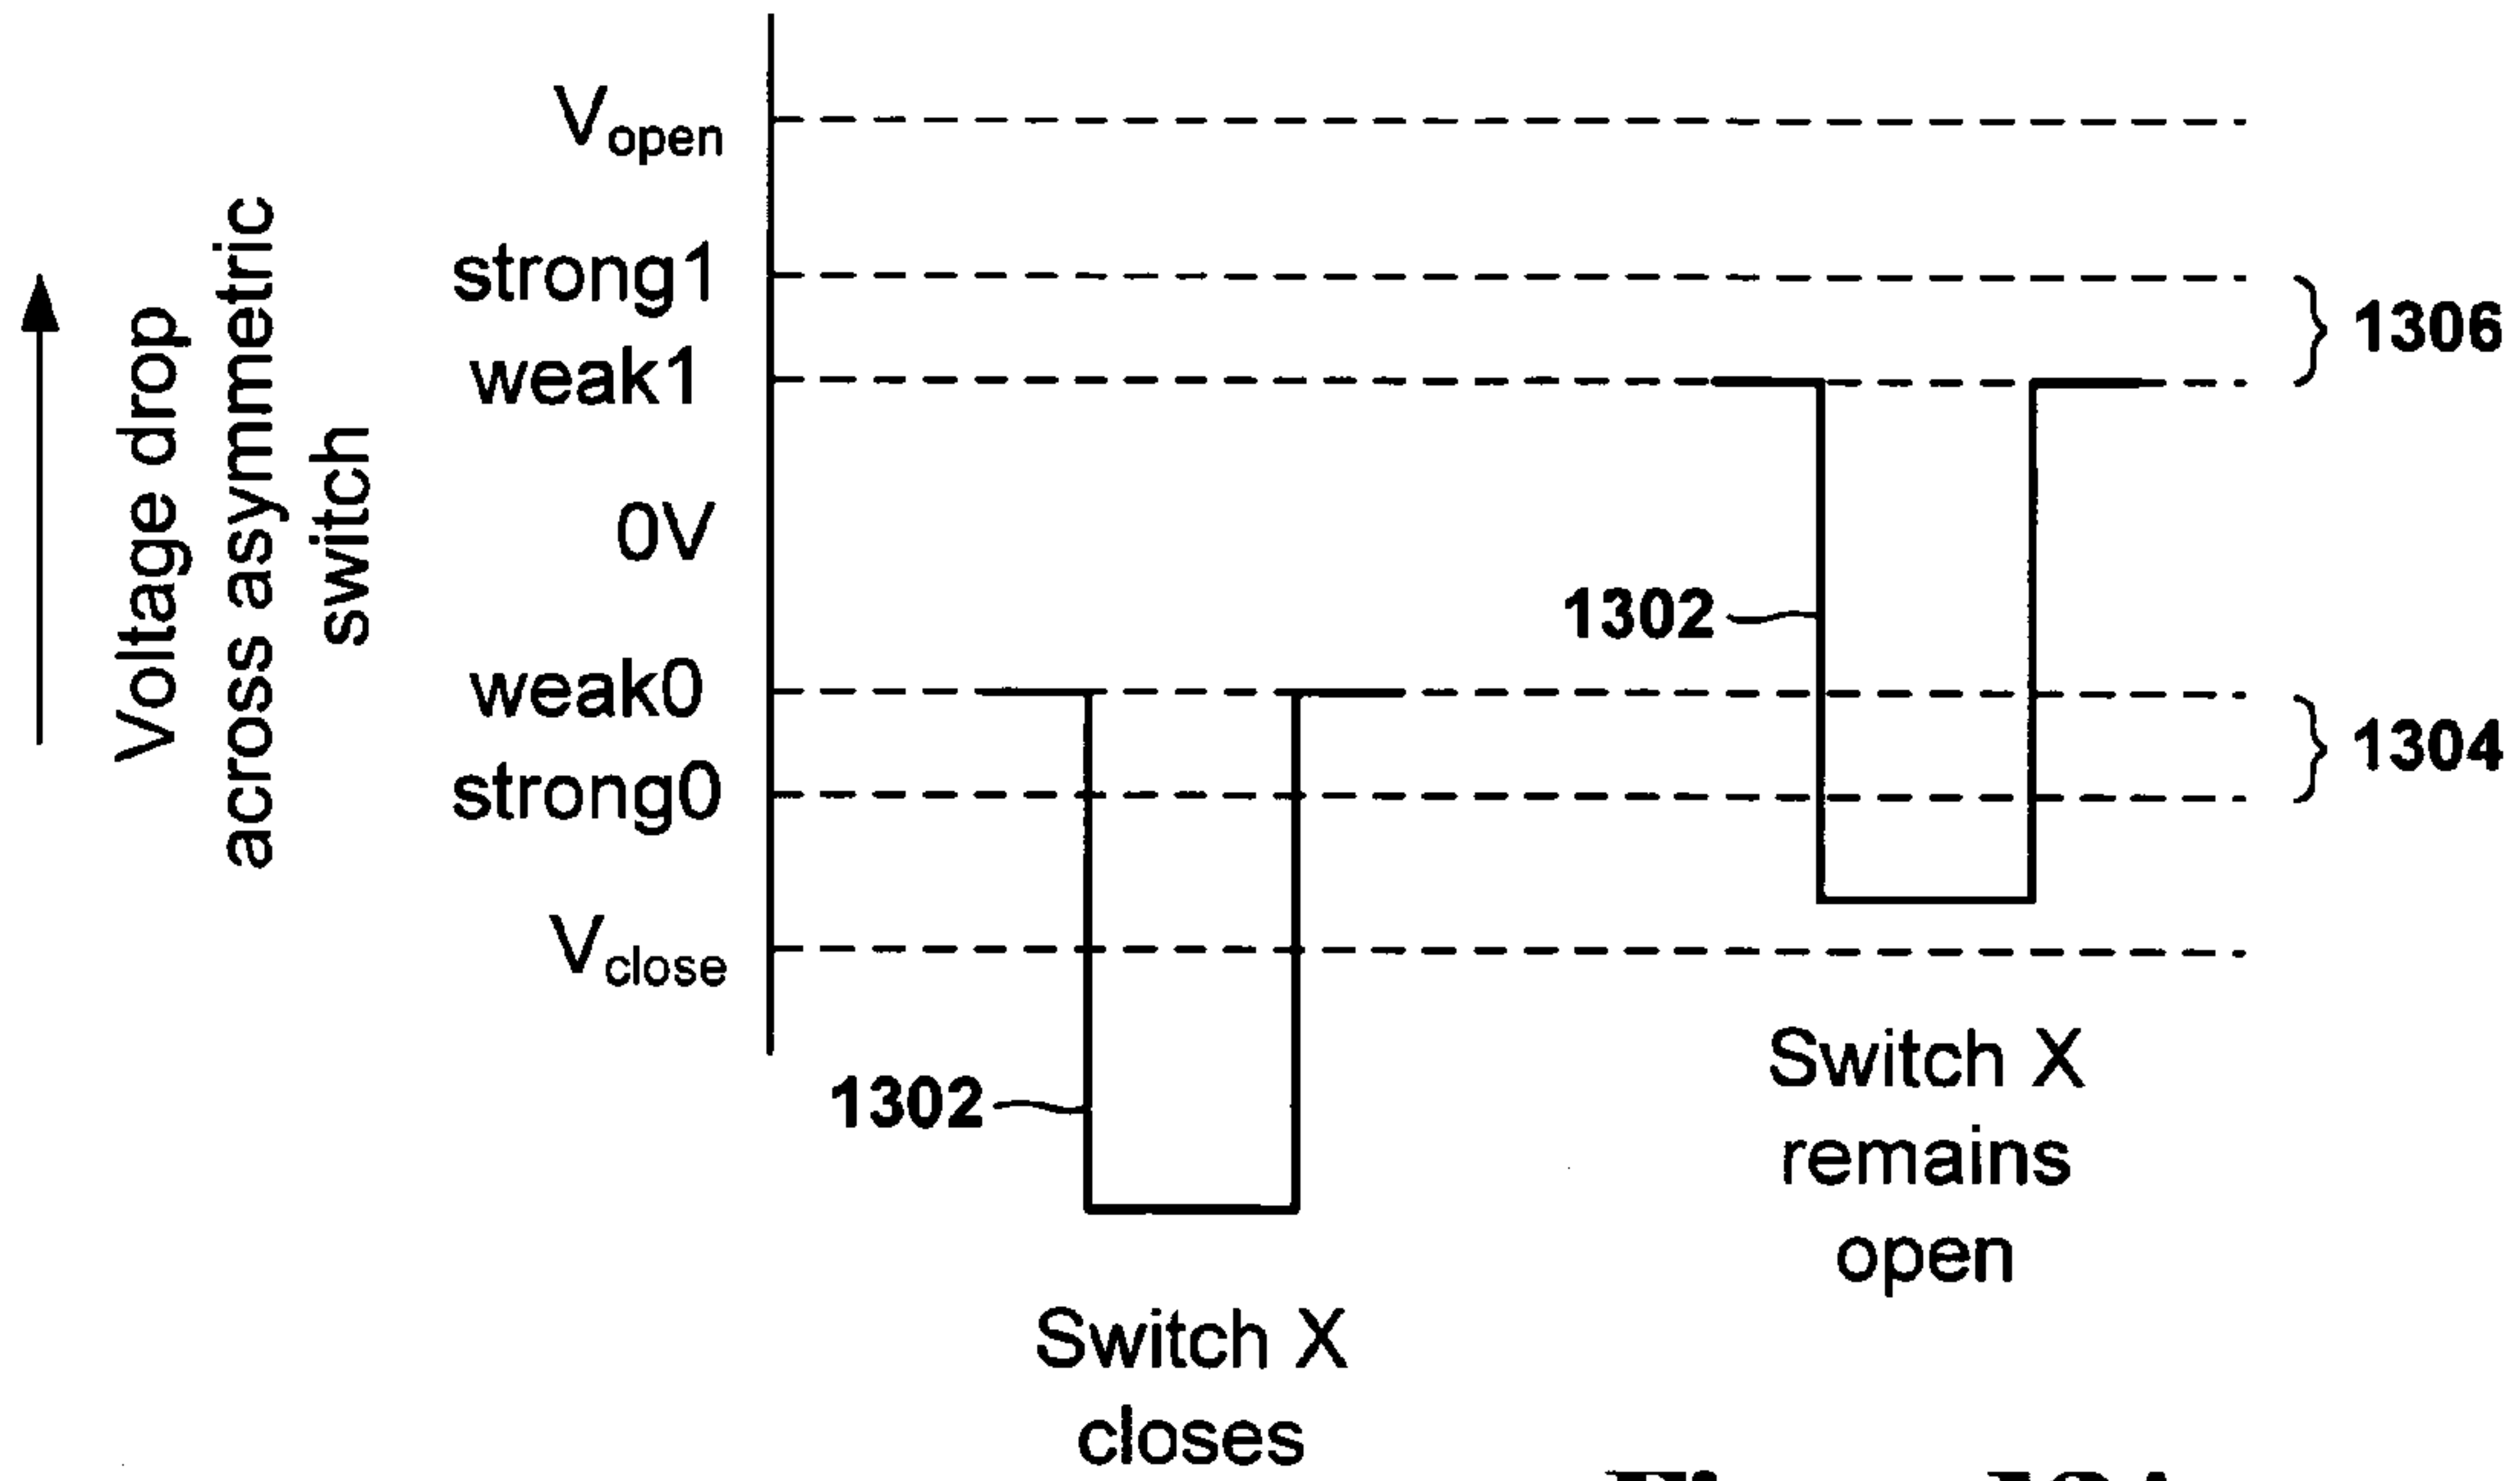 Voltage drop
across asymmetric
switch
Vopen
strong1
weak1
0V
weak0
strong0
Vclose
1306
1302
1304
1302
Switch X
remains
open
Switch X
closes